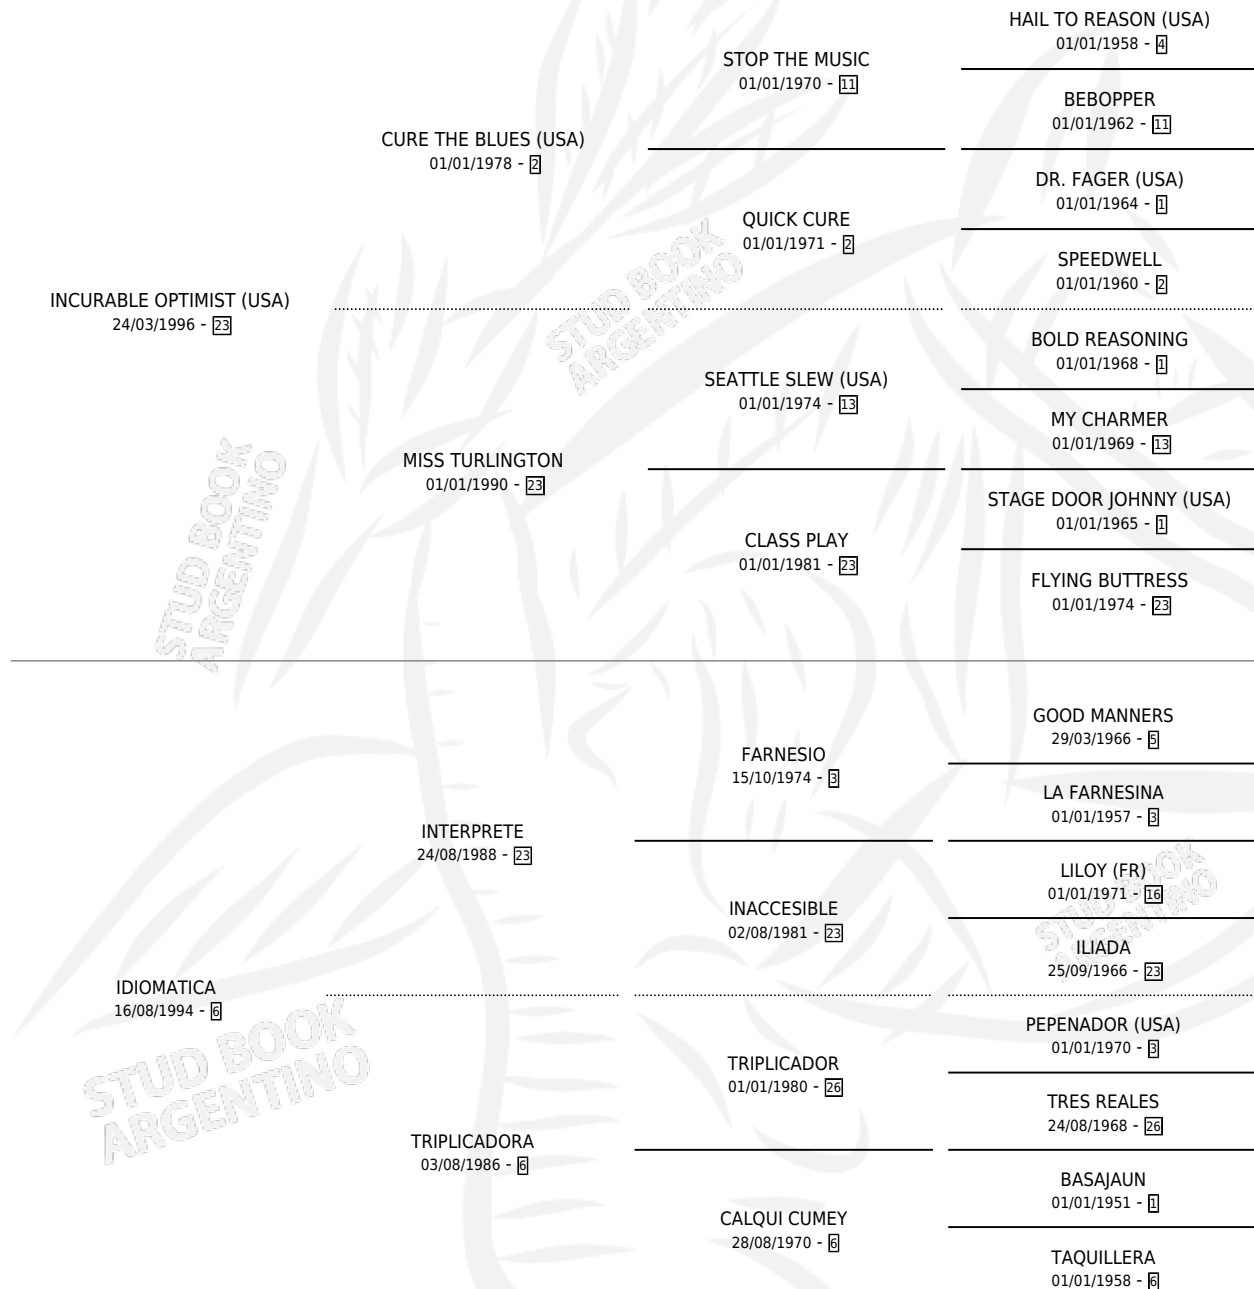 HAIL TO REASON (USA)
01/01/1958 - 4
STOP THE MUSIC
01/01/1970 - 11
BEBOPPER
01/01/1962 - 11
CURE THE BLUES (USA)
01/01/1978 - 2
DR. FAGER (USA)
01/01/1964 - 1
QUICK CURE
01/01/1971 - 2
SPEEDWELL
01/01/1960 - 2
INCURABLE OPTIMIST (USA)
24/03/1996 - 23
BOLD REASONING
01/01/1968 - 1
SEATTLE SLEW (USA)
01/01/1974 - 13
MY CHARMER
01/01/1969 - 13
MISS TURLINGTON
01/01/1990 - 23
STAGE DOOR JOHNNY (USA)
01/01/1965 - 1
CLASS PLAY
01/01/1981 - 23
FLYING BUTTRESS
01/01/1974 - 23
GOOD MANNERS
29/03/1966 - 5
FARNESIO
15/10/1974 - 3
LA FARNESINA
01/01/1957 - 3
INTERPRETE
24/08/1988 - 23
LILOY (FR)
01/01/1971 - 16
INACCESIBLE
02/08/1981 - 23
ILIADA
25/09/1966 - 23
IDIOMATICA
16/08/1994 - 6
PEPENADOR (USA)
01/01/1970 - 3
TRIPLICADOR
01/01/1980 - 26
TRES REALES
24/08/1968 - 26
TRIPLICADORA
03/08/1986 - 6
BASAJAUN
01/01/1951 - 1
CALQUI CUMEY
28/08/1970 - 6
TAQUILLERA
01/01/1958 - 6
STUD BOOK
ARGENTINO
STUD BOOK
ARGENTINO
STUD BOOK
ARGENTINO
STUD BOOK
ARGENTINO